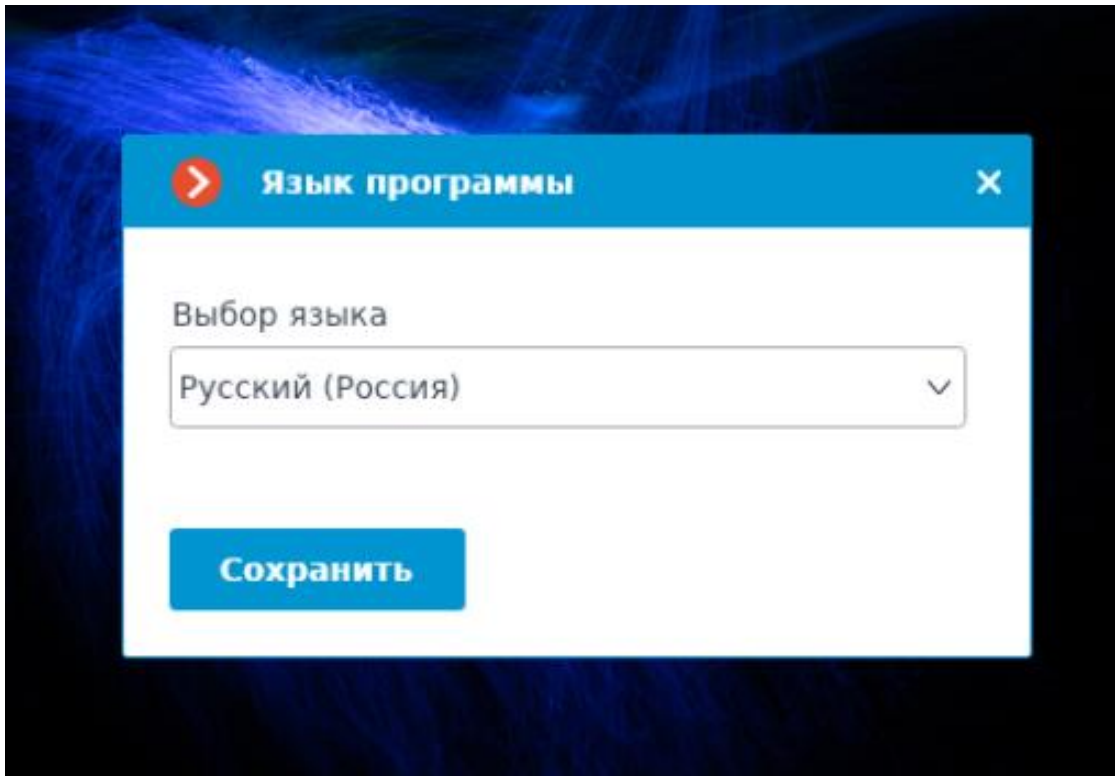 Язык программы
Выбор языка
Русский (Россия)
Сохранить